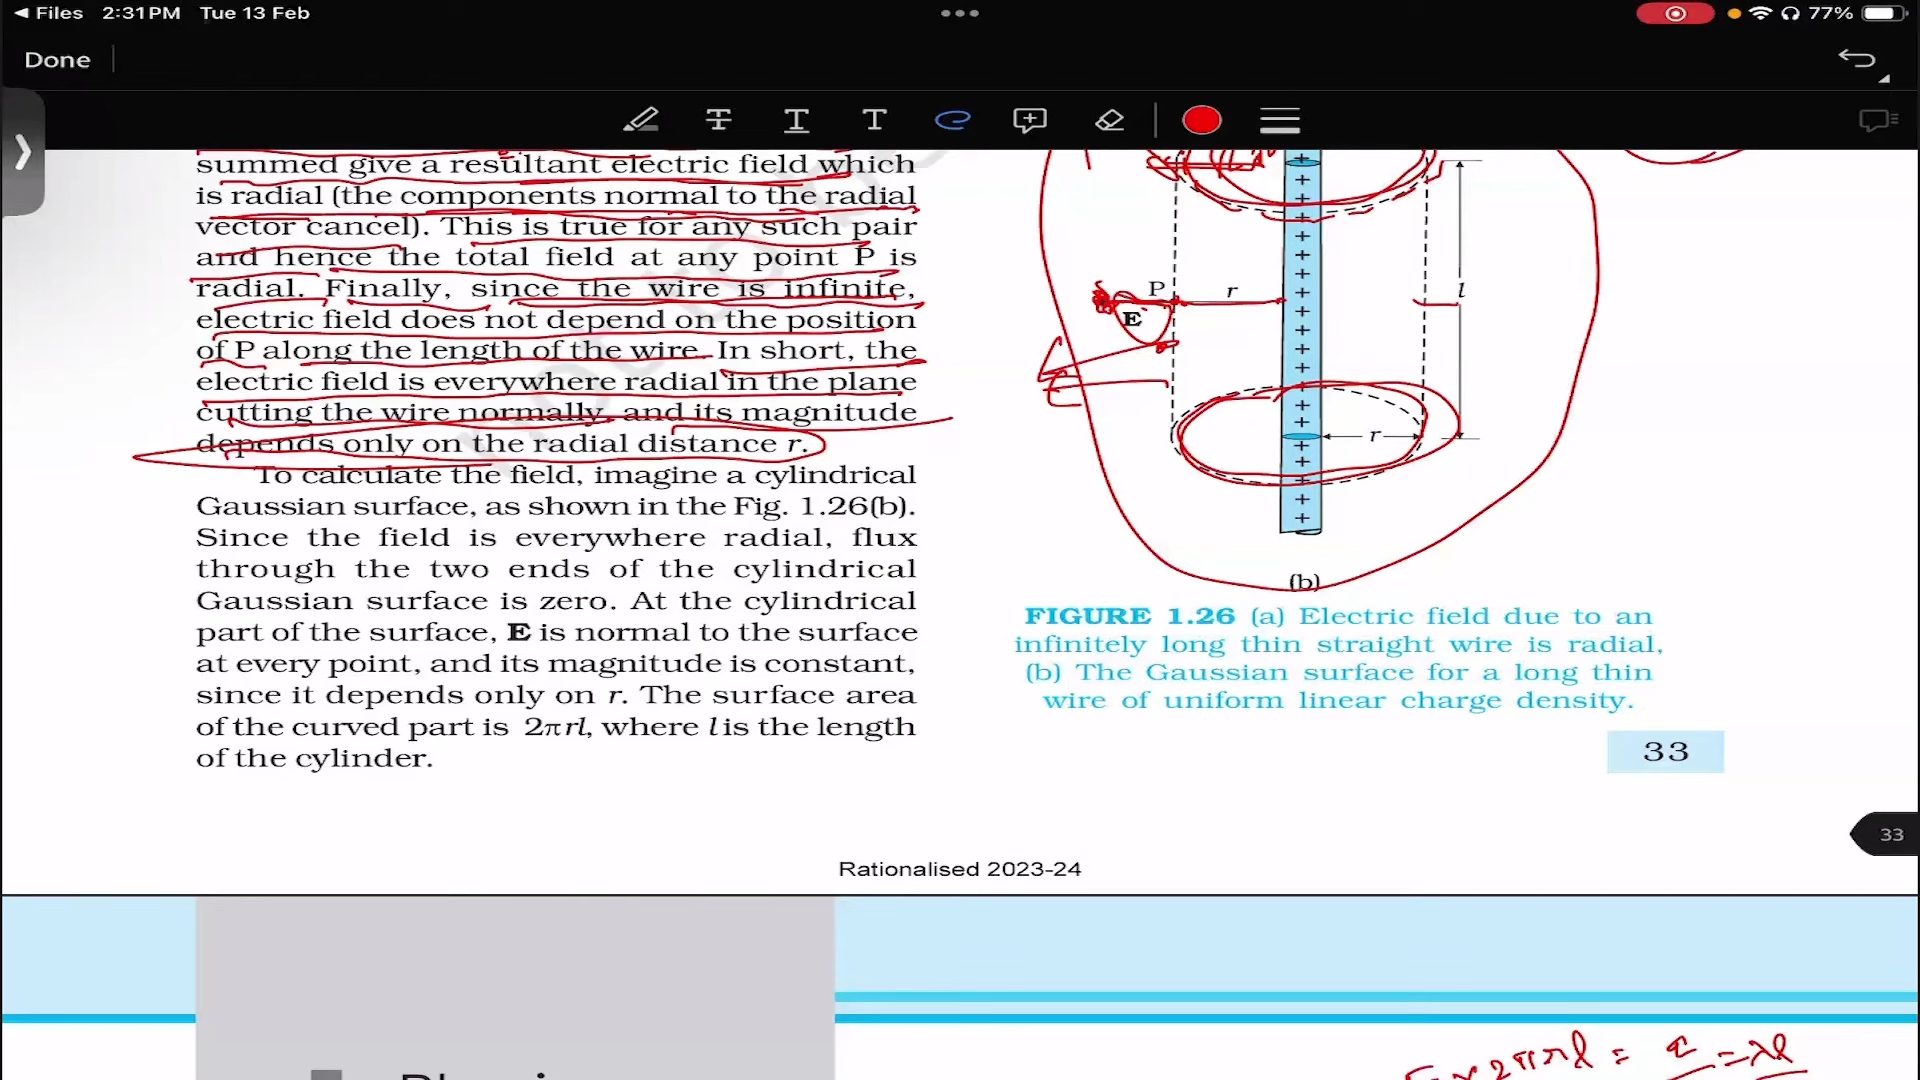 Files 2:31PM Tue 13 Feb
77%
Done
summed give a resultant electric field which
is radial (the components normal to the radial
vector cancel). This is true for any such pair
and hence the total field at any point P is
radial. Finally, since the wire is infinite,
electric field does not depend on the position
of P along the length of the wire. In short, the
electric field is everywhere radial in the plane
cutting the wire normally, and its magnitude
depends only on the radial distance r.
To calculate the field, imagine a cylindrical
Gaussian surface, as shown in the Fig. 1.26(b).
Since the field is everywhere radial, flux
through the two ends of the cylindrical
Gaussian surface is zero. At the cylindrical
part of the surface, E is normal to the surface
at every point, and its magnitude is constant,
since it depends only on r. The surface area
of the curved part is 2πrl, where l is the length
of the cylinder.
P
r
l
E
r
(b)
FIGURE 1.26 (a) Electric field due to an
infinitely long thin straight wire is radial,
(b) The Gaussian surface for a long thin
wire of uniform linear charge density.
33
33
Rationalised 2023-24